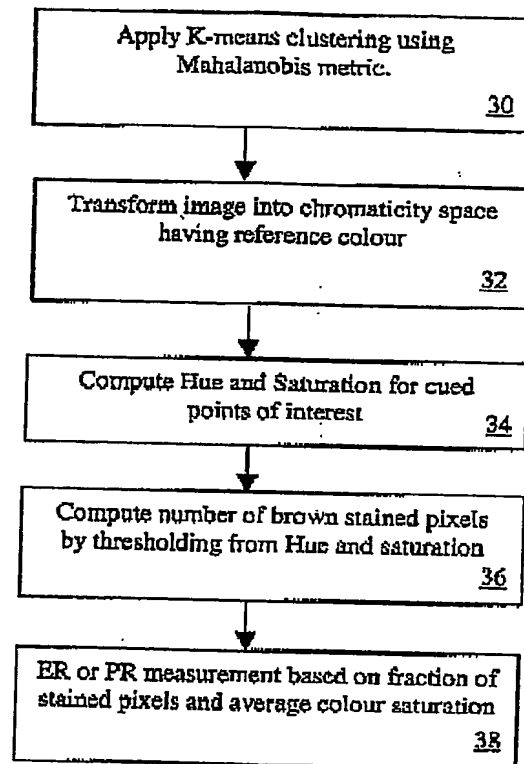 Apply K-means clustering using
Mahalanobis metric.
30
Transform image into chromaticity space
having reference colour
32
Compute Hue and Saturation for cued
points of interest
34
Compute number of brown stained pixels
by thresholding from Hue and saturation
36
ER or PR measurement based on fraction of
stained pixels and average colour saturation
38